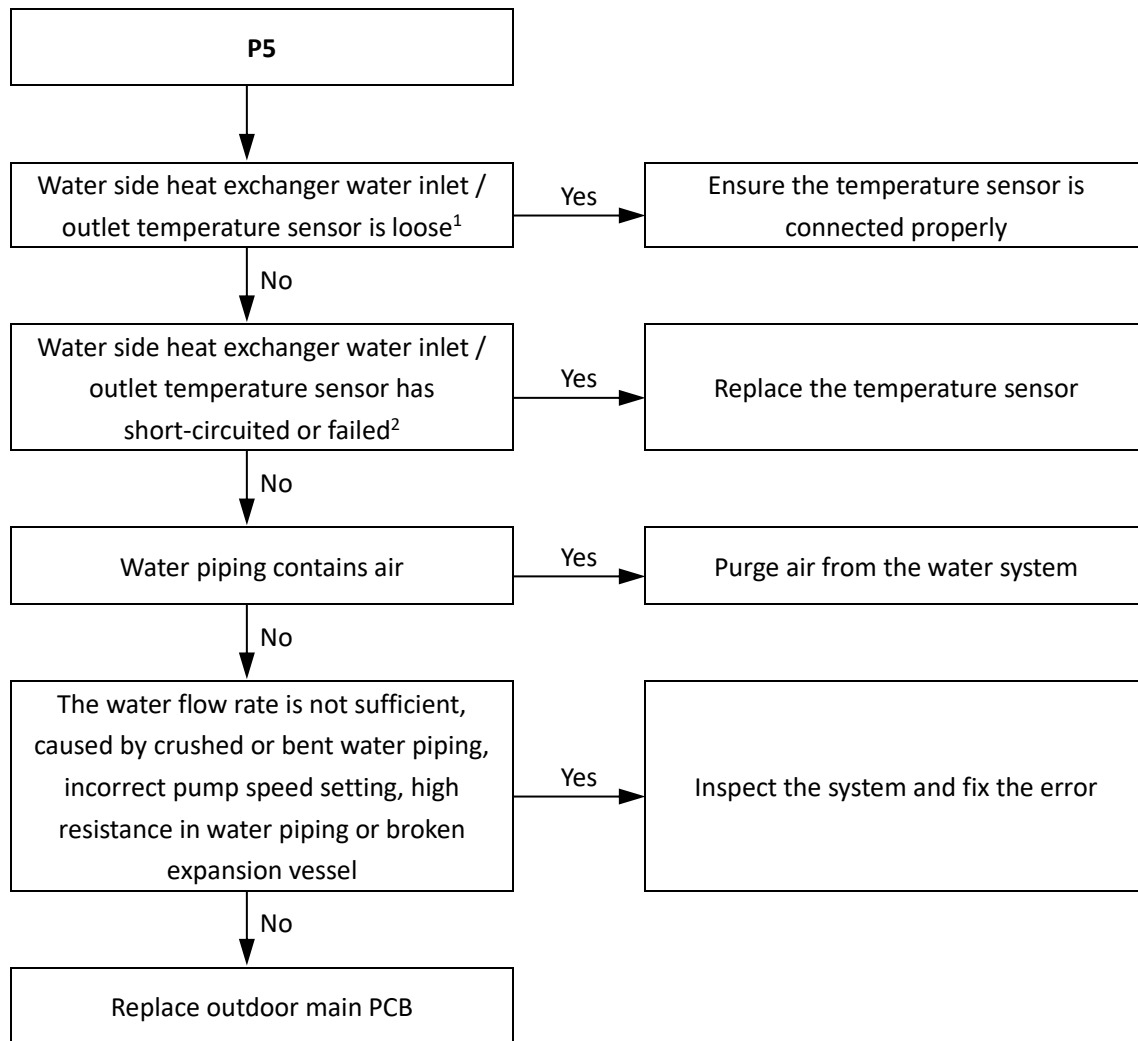 P5
Water side heat exchanger water inlet /
outlet temperature sensor is loose¹
Yes
Ensure the temperature sensor is
connected properly
No
Water side heat exchanger water inlet /
outlet temperature sensor has
short-circuited or failed²
Yes
Replace the temperature sensor
No
Water piping contains air
Yes
Purge air from the water system
No
The water flow rate is not sufficient,
caused by crushed or bent water piping,
incorrect pump speed setting, high
resistance in water piping or broken
expansion vessel
Yes
Inspect the system and fix the error
No
Replace outdoor main PCB